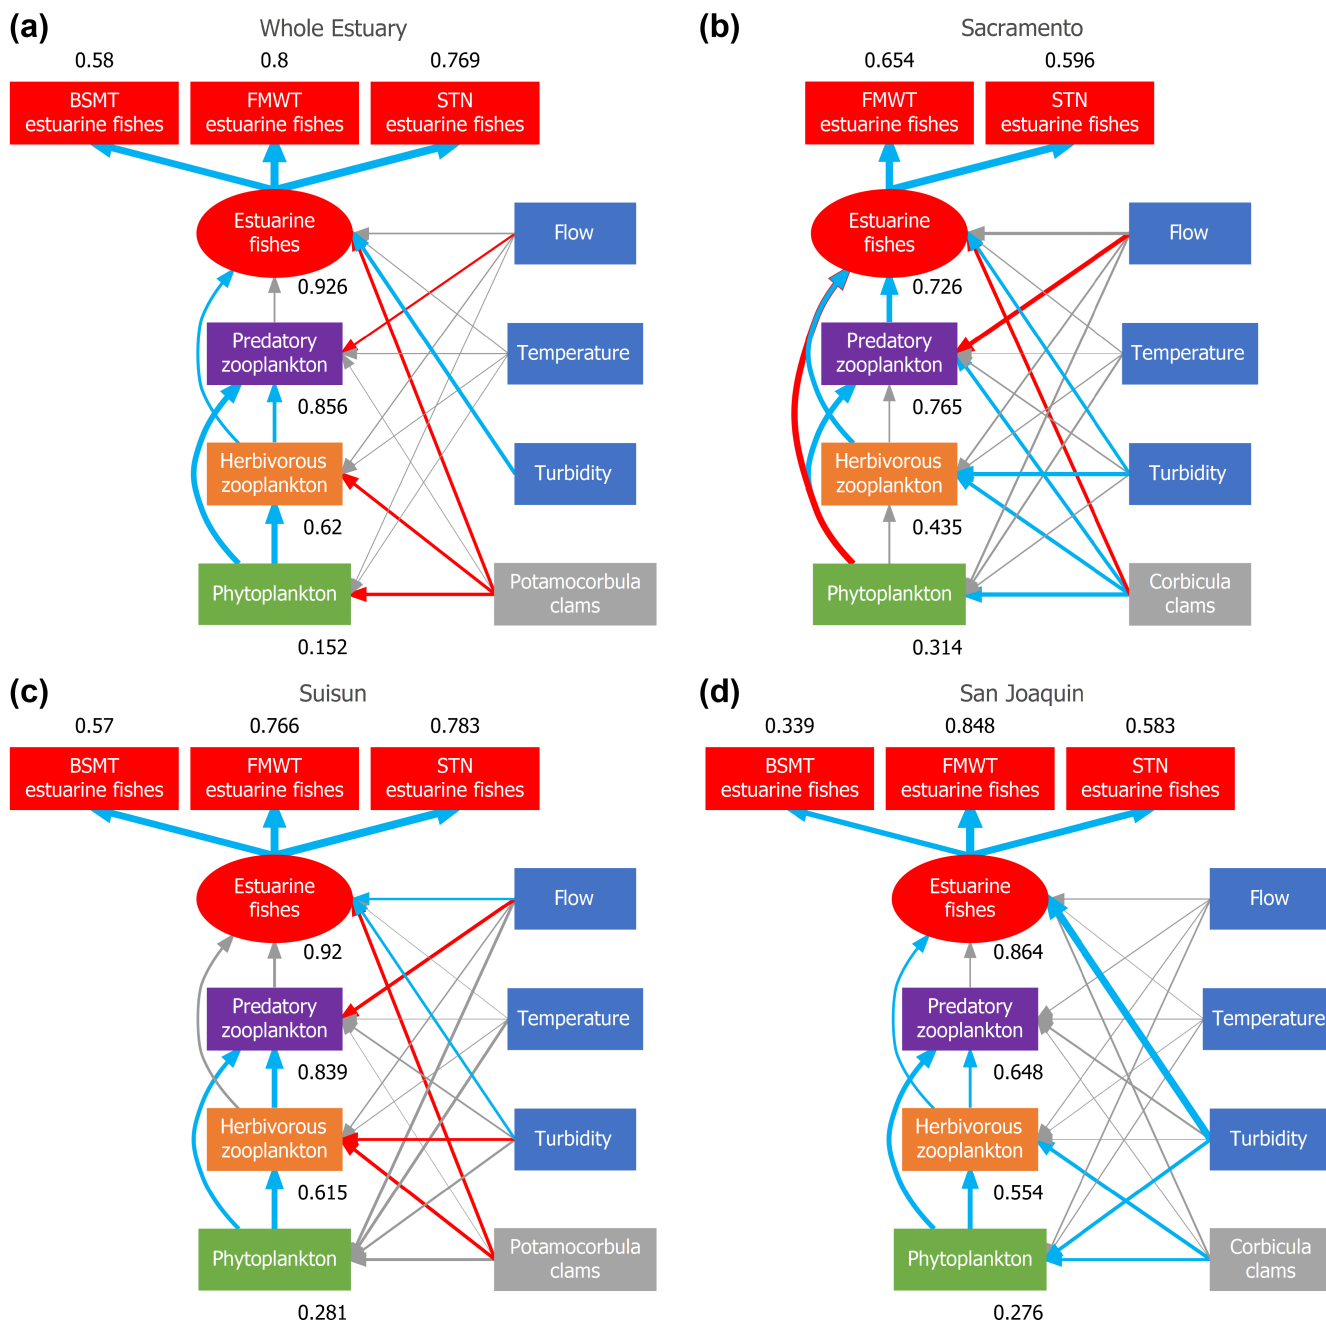 (a)
Whole Estuary
0.58
0.8
0.769
BSMT
estuarine fishes
FMWT
estuarine fishes
STN
estuarine fishes
Estuarine
fishes
Flow
0.926
Predatory
zooplankton
Temperature
0.856
Herbivorous
zooplankton
Turbidity
0.62
Phytoplankton
Potamocorbula
clams
0.152
(b)
Sacramento
0.654
0.596
FMWT
estuarine fishes
STN
estuarine fishes
Estuarine
fishes
Flow
0.726
Predatory
zooplankton
Temperature
0.765
Herbivorous
zooplankton
Turbidity
0.435
Phytoplankton
Corbicula
clams
0.314
(c)
Suisun
0.57
0.766
0.783
BSMT
estuarine fishes
FMWT
estuarine fishes
STN
estuarine fishes
Estuarine
fishes
Flow
0.92
Predatory
zooplankton
Temperature
0.839
Herbivorous
zooplankton
Turbidity
0.615
Phytoplankton
Potamocorbula
clams
0.281
(d)
San Joaquin
0.339
0.848
0.583
BSMT
estuarine fishes
FMWT
estuarine fishes
STN
estuarine fishes
Estuarine
fishes
Flow
0.864
Predatory
zooplankton
Temperature
0.648
Herbivorous
zooplankton
Turbidity
0.554
Phytoplankton
Corbicula
clams
0.276